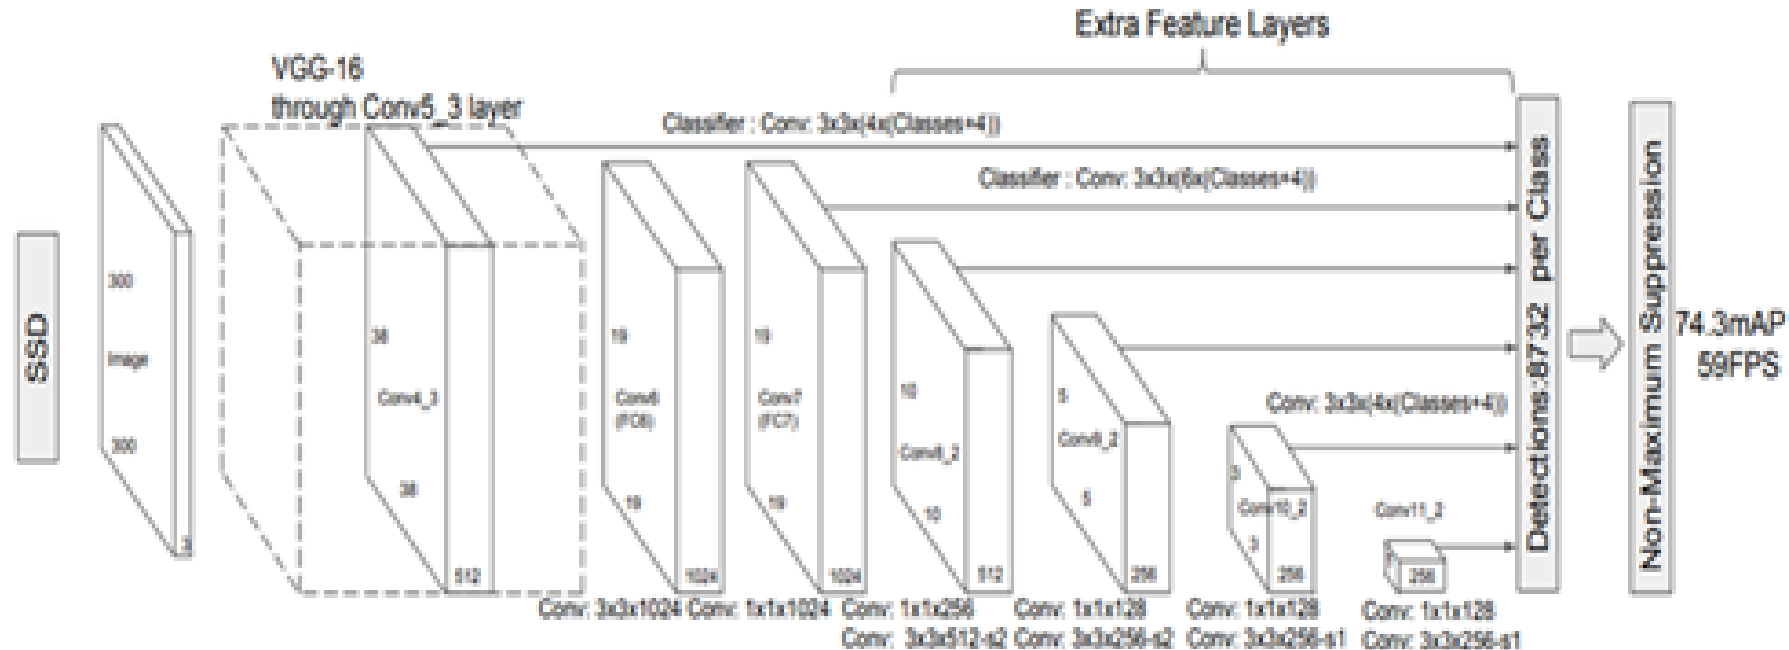 Extra Feature Layers
VGG-16
through Conv5_3 layer
Classifier : Conv: 3x3x(4x(Classes+4))
Classifier : Conv: 3x3x(6x(Classes+4))
SSD
300
Image
300
3
38
Conv4_3
38
512
19
Conv6
(FC6)
19
1024
19
Conv7
(FC7)
19
1024
10
Conv8_2
10
512
5
Conv9_2
5
256
Conv: 3x3x(4x(Classes+4))
3
Conv10_2
3
256
Conv11_2
256
Detections:8732 per Class
Non-Maximum Suppression
74.3mAP
59FPS
Conv: 3x3x1024
Conv: 1x1x1024
Conv: 1x1x256
Conv: 3x3x512-s2
Conv: 1x1x128
Conv: 3x3x256-s2
Conv: 1x1x128
Conv: 3x3x256-s1
Conv: 1x1x128
Conv: 3x3x256-s1